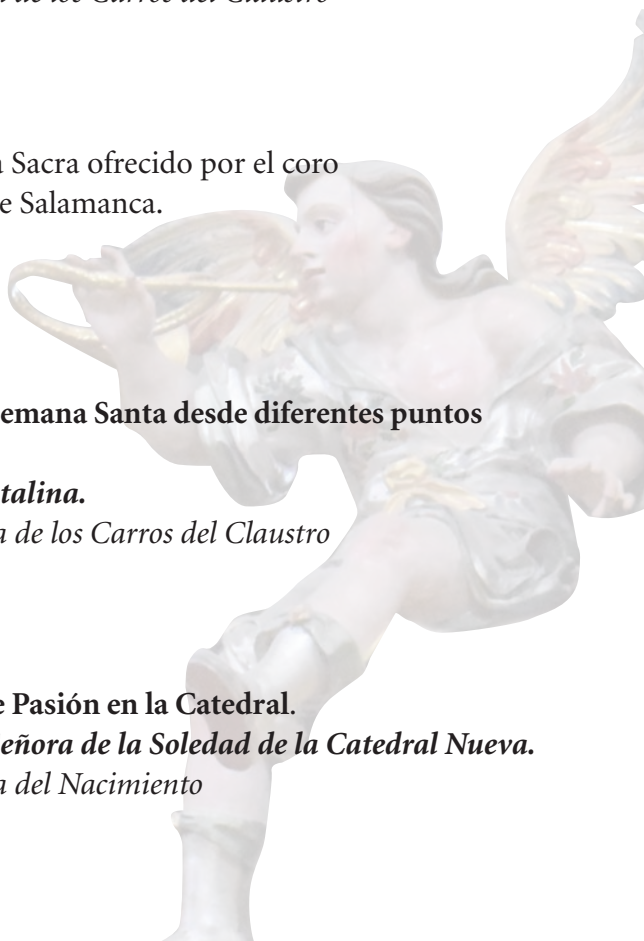 de los Carros del Claustro
Sacra ofrecido por el coro
e Salamanca.
emana Santa desde diferentes puntos
talina.
a de los Carros del Claustro
e Pasión en la Catedral.
eñora de la Soledad de la Catedral Nueva.
a del Nacimiento